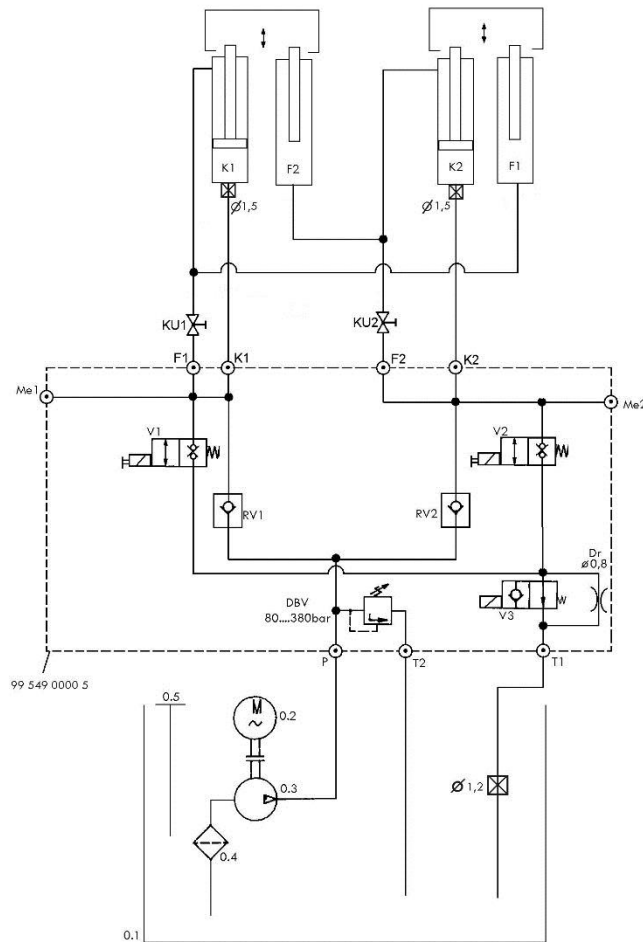 K1
F2
K2
F1
Ø1,5
Ø1,5
KU1
KU2
F1
K1
F2
K2
Me1
Me2
V1
V2
RV1
RV2
Dr
ø0,8
DBV
80....380bar
V3
P
T2
T1
99 549 0000 5
0.5
M
0.2
0.3
Ø1,2
0.4
0.1